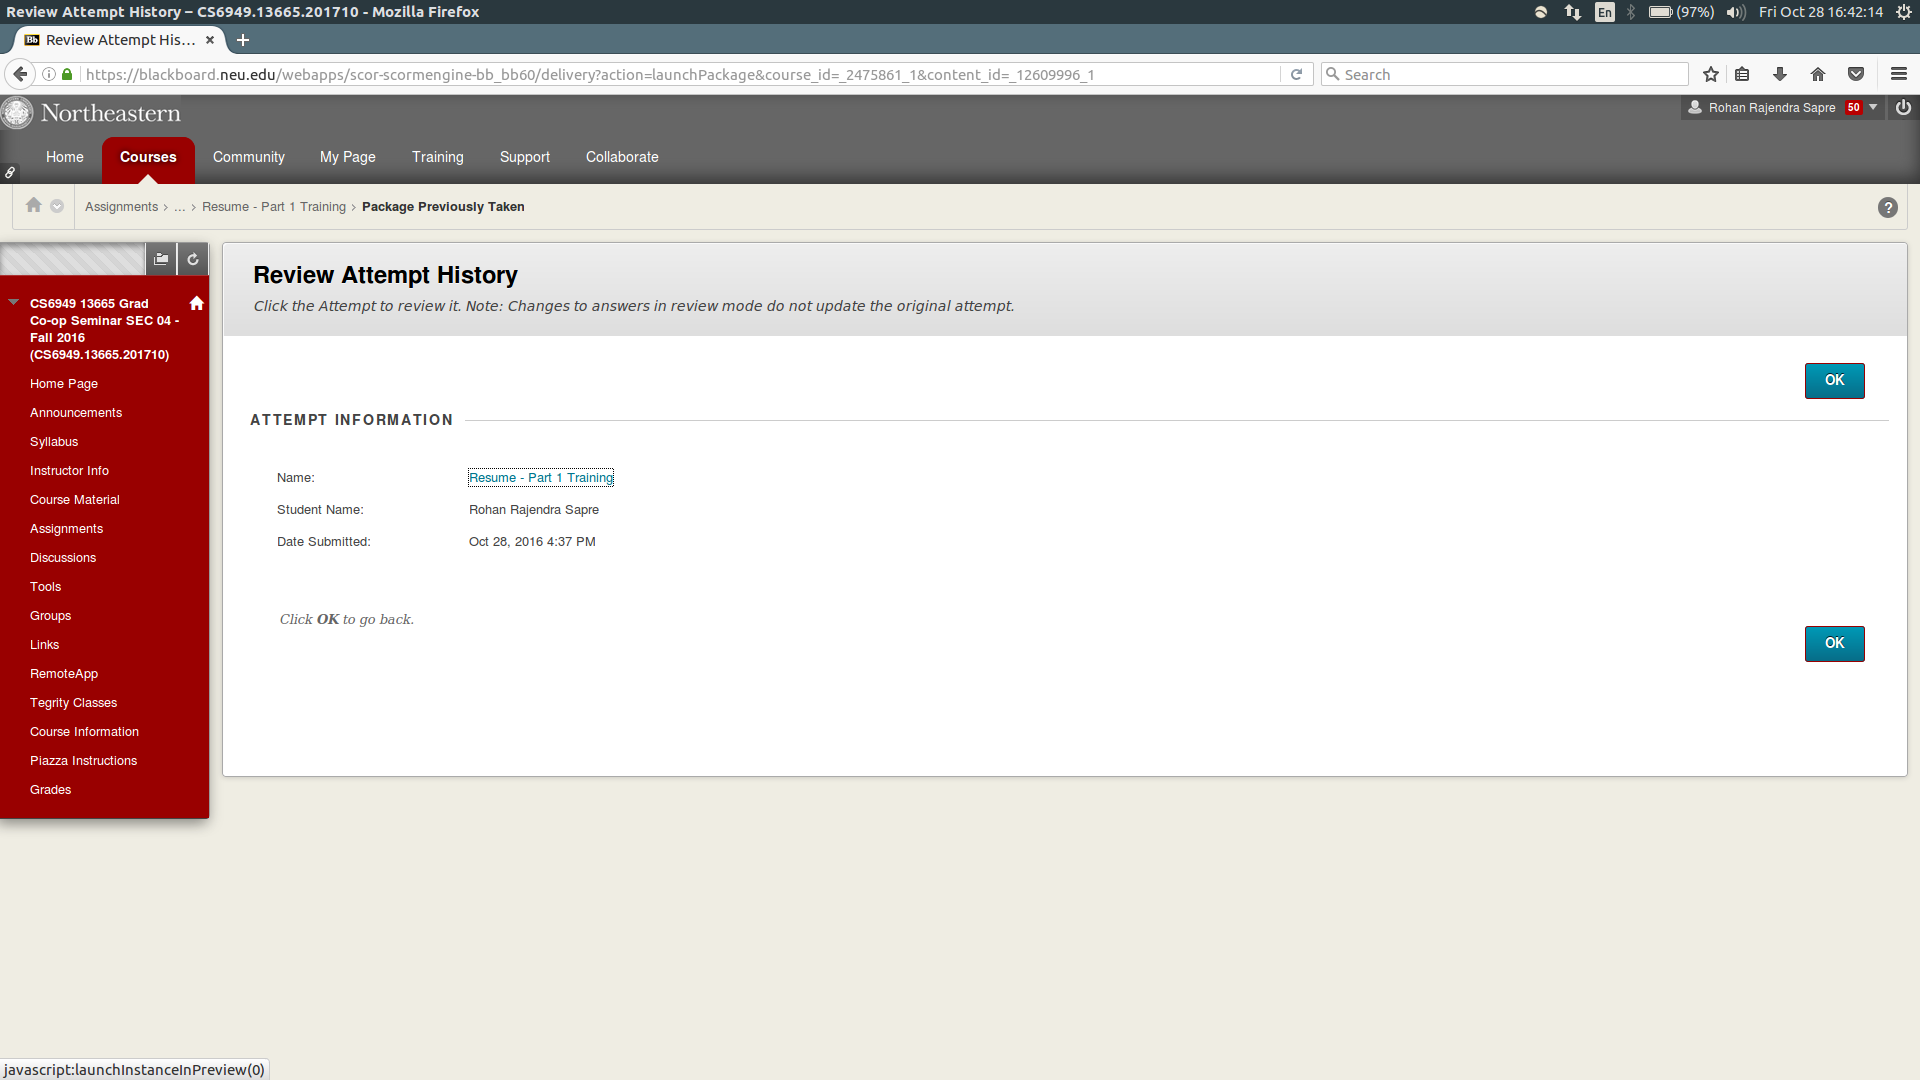 Review Attempt History – CS6949.13665.201710 - Mozilla Firefox
En
(97%)
Fri Oct 28 16:42:14
Bb Review Attempt His...
https://blackboard.neu.edu/webapps/scor-scormengine-bb_bb60/delivery?action=launchPackage&course_id=_2475861_1&content_id=_12609996_1
Search
Northeastern
Rohan Rajendra Sapre 50
Home Courses Community My Page Training Support Collaborate
Assignments > ... > Resume - Part 1 Training > Package Previously Taken
?
CS6949 13665 Grad
Co-op Seminar SEC 04 -
Fall 2016
(CS6949.13665.201710)
Home Page
Announcements
Syllabus
Instructor Info
Course Material
Assignments
Discussions
Tools
Groups
Links
RemoteApp
Tegrity Classes
Course Information
Piazza Instructions
Grades
Review Attempt History
Click the Attempt to review it. Note: Changes to answers in review mode do not update the original attempt.
OK
ATTEMPT INFORMATION
Name: Resume - Part 1 Training
Student Name: Rohan Rajendra Sapre
Date Submitted: Oct 28, 2016 4:37 PM
Click OK to go back.
OK
javascript:launchInstanceInPreview(0)